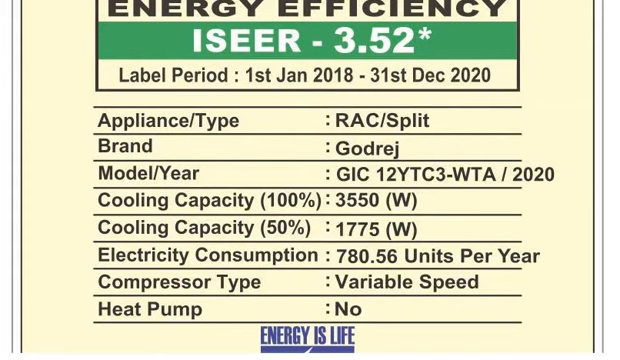 ENERGY EFFICIENCY
ISEER - 3.52*
Label Period : 1st Jan 2018 - 31st Dec 2020
Appliance/Type : RAC/Split
Brand : Godrej
Model/Year : GIC 12YTC3-WTA / 2020
Cooling Capacity (100%) : 3550 (W)
Cooling Capacity (50%) : 1775 (W)
Electricity Consumption : 780.56 Units Per Year
Compressor Type : Variable Speed
Heat Pump : No
ENERGY IS LIFE